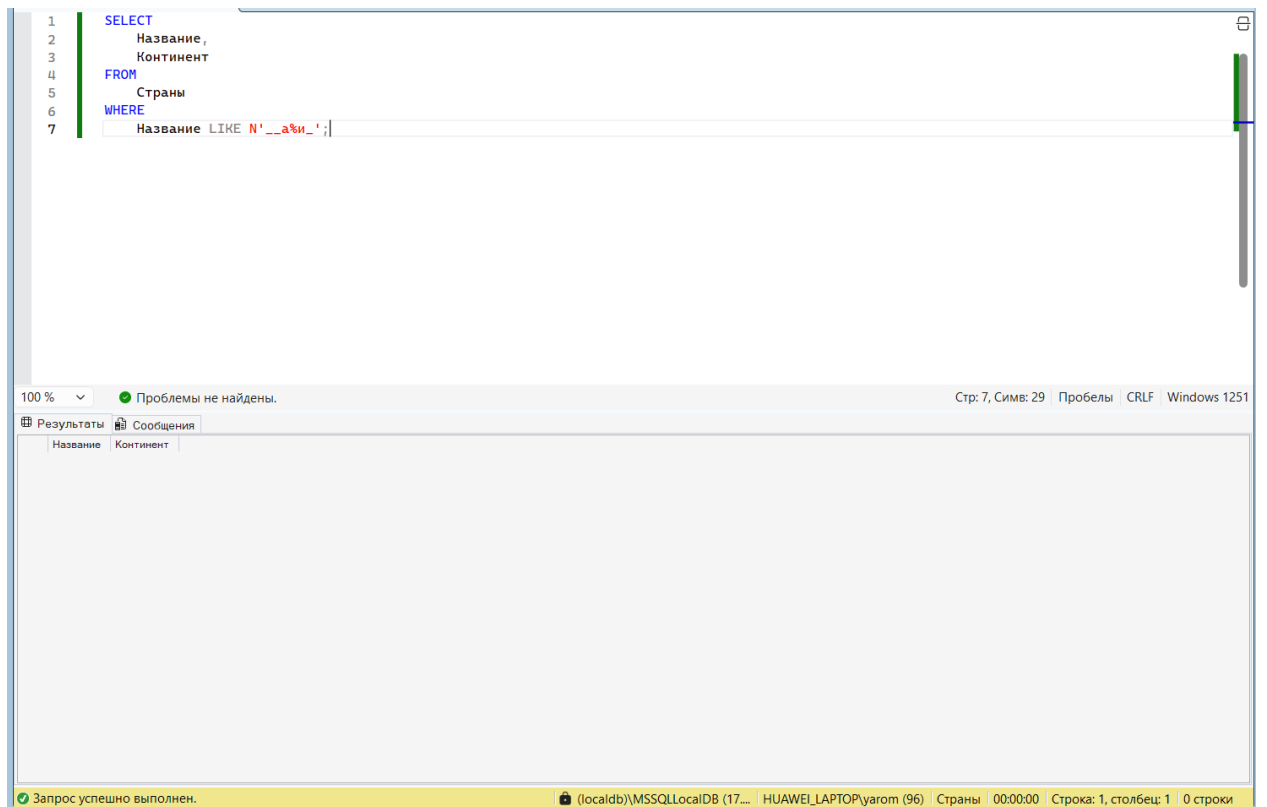 1 SELECT
2 Название,
3 Континент
4 FROM
5 Страны
6 WHERE
7 Название LIKE N'__а%и_';
100 % Проблемы не найдены. Стр: 7, Симв: 29 Пробелы CRLF Windows 1251
Результаты Сообщения
Название Континент
Запрос успешно выполнен. (localdb)\MSSQLLocalDB (17.... HUAWEI_LAPTOP\yarom (96) Страны 00:00:00 Строка: 1, столбец: 1 0 строки